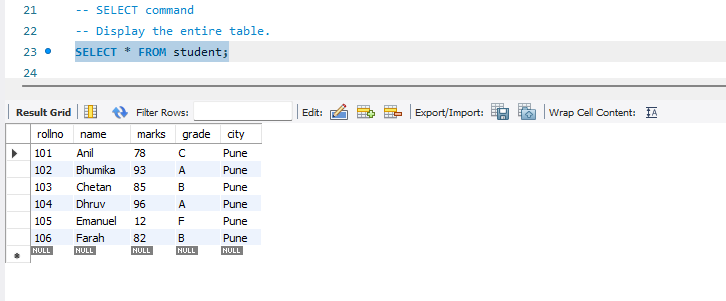 21 -- SELECT command
22 -- Display the entire table.
23 SELECT * FROM student;
24
Result Grid Filter Rows: Edit: Export/Import: Wrap Cell Content: IA
rollno name marks grade city
101 Anil 78 C Pune
102 Bhumika 93 A Pune
103 Chetan 85 B Pune
104 Dhruv 96 A Pune
105 Emanuel 12 F Pune
106 Farah 82 B Pune
* NULL NULL NULL NULL NULL